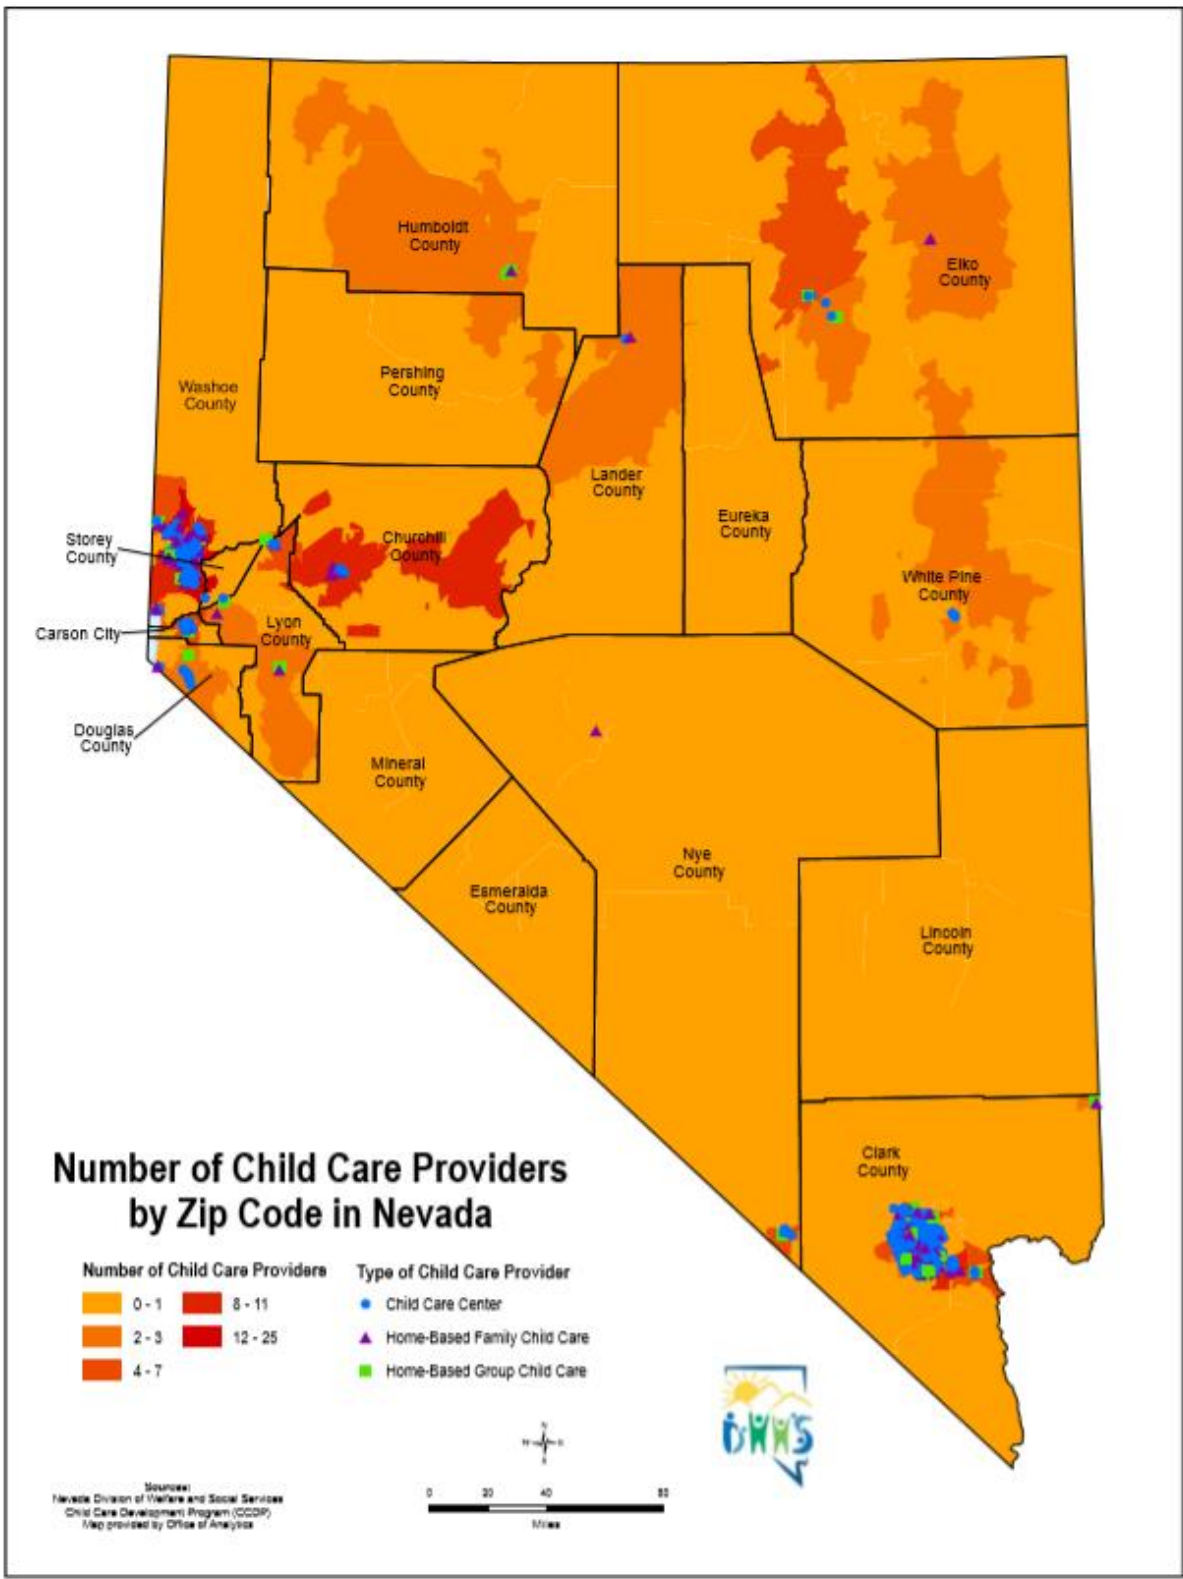 Humboldt
County
Elko
County
Pershing
County
Washoe
County
Lander
County
Eureka
County
Churchill
County
Storey
County
White Pine
County
Carson City
Lyon
County
Douglas
County
Mineral
County
Nye
County
Esmeralda
County
Lincoln
County
Clark
County
Number of Child Care Providers
by Zip Code in Nevada
Number of Child Care Providers
0 - 1
8 - 11
2 - 3
12 - 25
4 - 7
Type of Child Care Provider
Child Care Center
Home-Based Family Child Care
Home-Based Group Child Care
DHHS
N
W
E
S
Sources:
Nevada Division of Welfare and Social Services
Child Care Development Program (CCDP)
Map provided by Office of Analytics
0 20 40 80
Miles